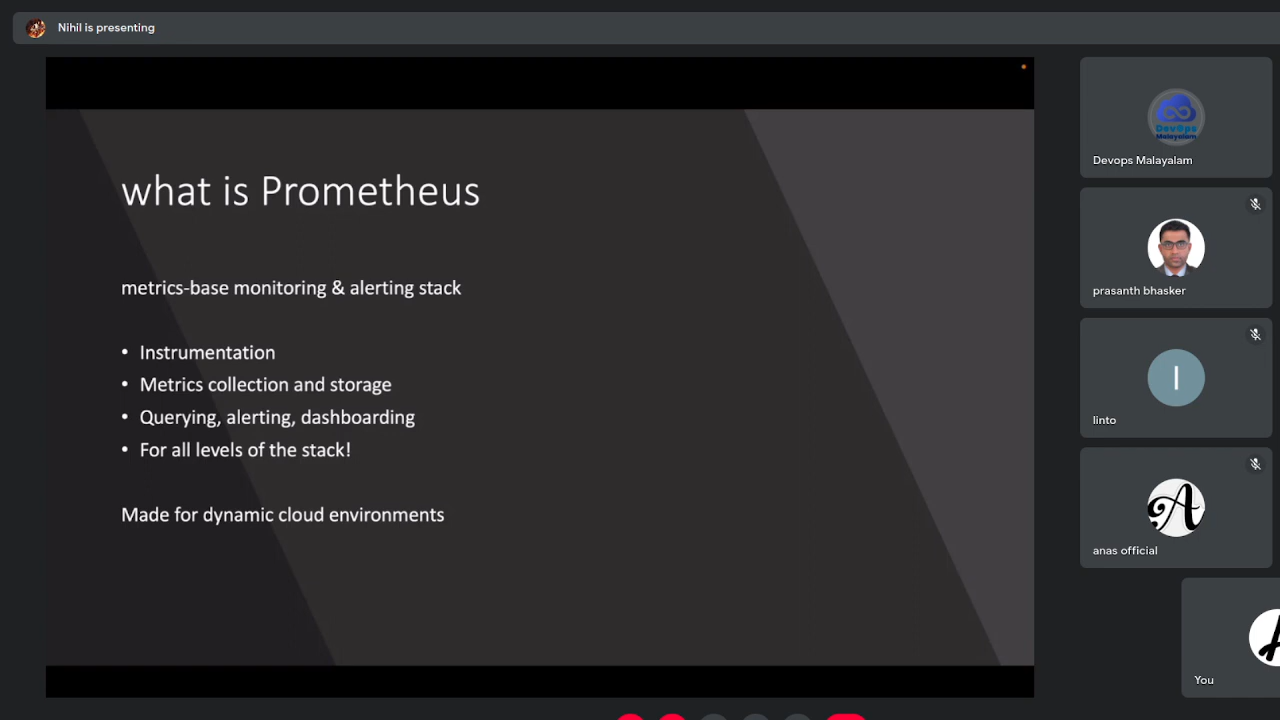 Nihil is presenting
what is Prometheus
metrics-base monitoring & alerting stack
• Instrumentation
• Metrics collection and storage
• Querying, alerting, dashboarding
• For all levels of the stack!
Made for dynamic cloud environments
DevOps
Malayalam
Devops Malayalam
prasanth bhasker
I
linto
A
anas official
You